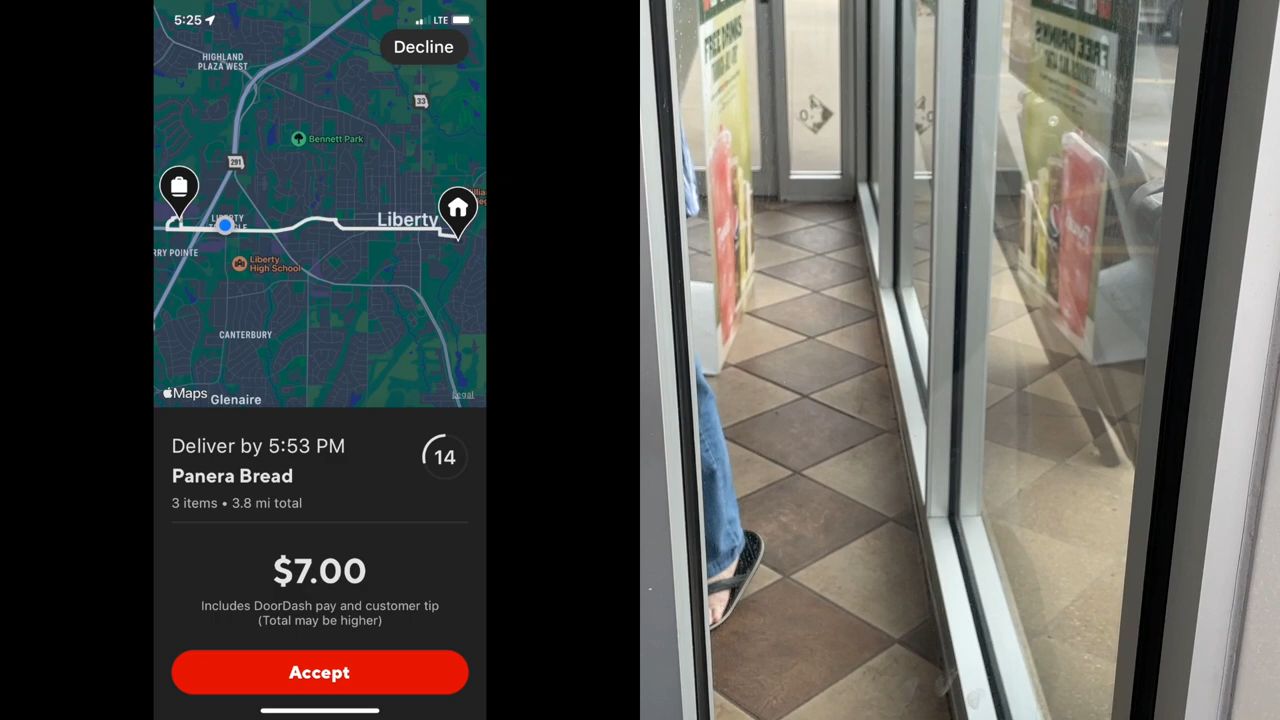 5:25
LTE
Decline
HIGHLAND
PLAZA WEST
33
Bennett Park
291
LIBERTY
Liberty
RRY POINTE
Liberty
High School
CANTERBURY
Maps
Glenaire
Legal
Deliver by 5:53 PM
Panera Bread
14
3 items • 3.8 mi total
$7.00
Includes DoorDash pay and customer tip
(Total may be higher)
Accept
FREE DRINKS